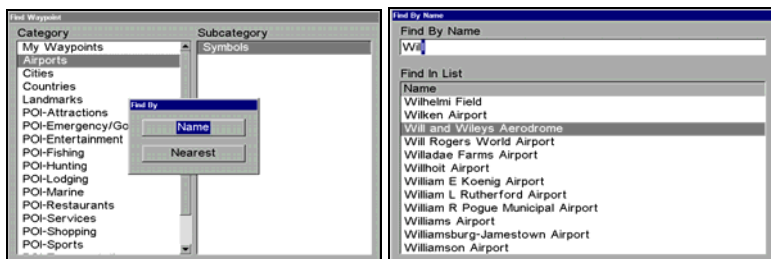 Find Waypoint
Category
Subcategory
My Waypoints
Symbols
Airports
Cities
Countries
Landmarks
POI-Attractions
POI-Emergency/Go
POI-Entertainment
POI-Fishing
POI-Hunting
POI-Lodging
POI-Marine
POI-Restaurants
POI-Services
POI-Shopping
POI-Sports
Find By
Name
Nearest
Find By Name
Find By Name
Will
Find In List
Name
Wilhelmi Field
Wilken Airport
Will and Wileys Aerodrome
Will Rogers World Airport
Willadae Farms Airport
Willhoit Airport
William E Koenig Airport
William L Rutherford Airport
William R Pogue Municipal Airport
Williams Airport
Williamsburg-Jamestown Airport
Williamson Airport